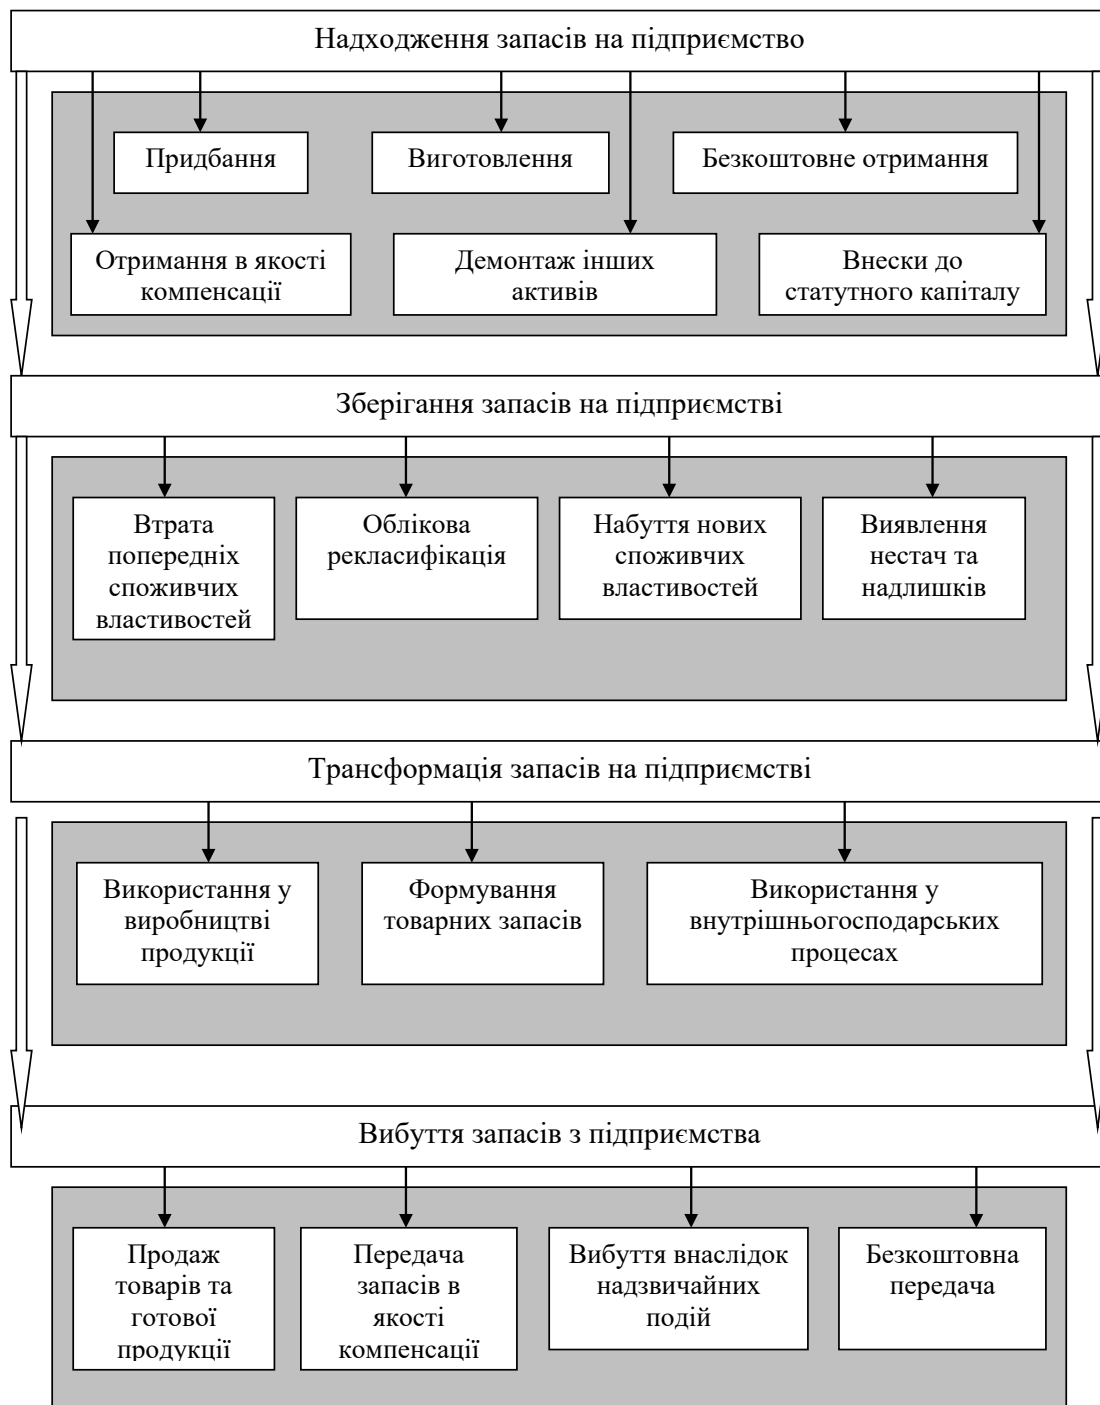 Надходження запасів на підприємство
Придбання
Виготовлення
Безкоштовне отримання
Отримання в якості
компенсації
Демонтаж інших
активів
Внески до
статутного капіталу
Зберігання запасів на підприємстві
Втрата
попередніх
споживчих
властивостей
Облікова
рекласифікація
Набуття нових
споживчих
властивостей
Виявлення
нестач та
надлишків
Трансформація запасів на підприємстві
Використання у
виробництві
продукції
Формування
товарних запасів
Використання у
внутрішньогосподарських
процесах
Вибуття запасів з підприємства
Продаж
товарів та
готової
продукції
Передача
запасів в
якості
компенсації
Вибуття внаслідок
надзвичайних
подій
Безкоштовна
передача